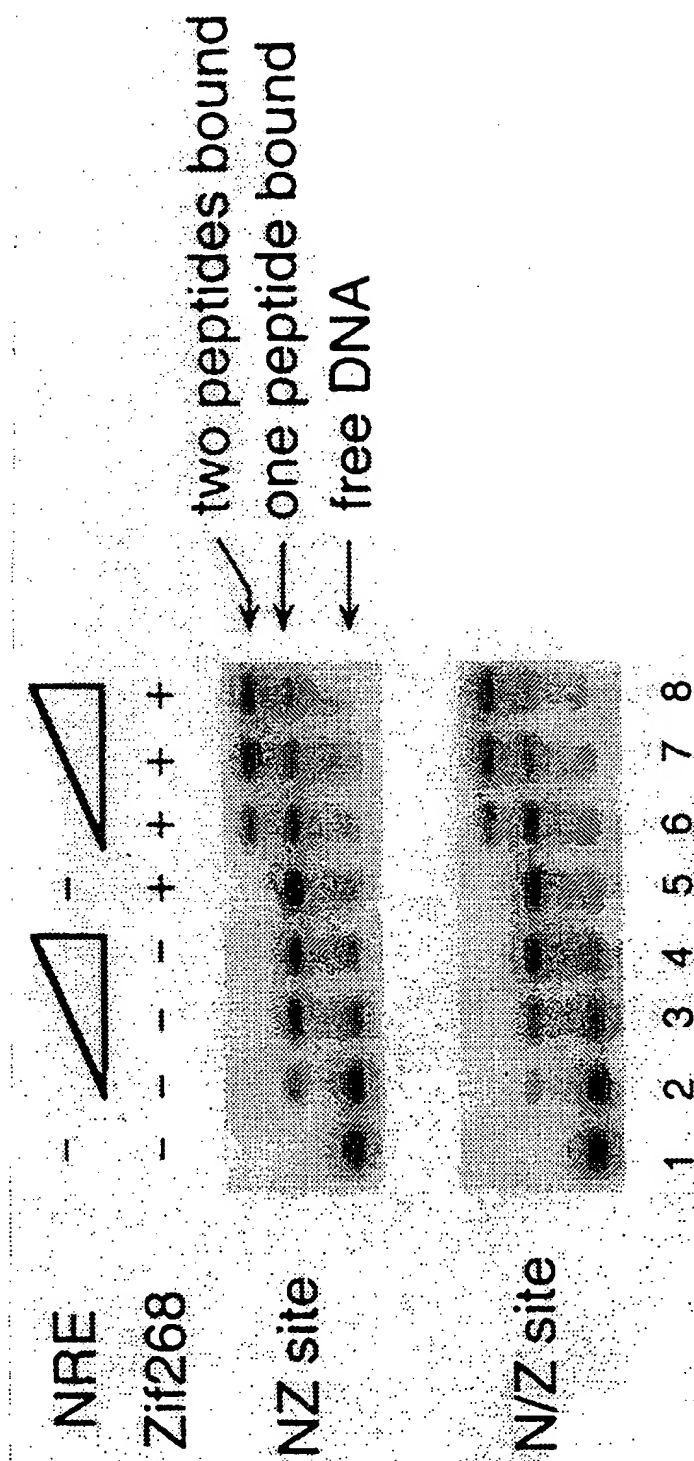 NRE - -
Zif268 - - - - + + + +
two peptides bound
one peptide bound
free DNA
NZ site
N/Z site
1 2 3 4 5 6 7 8